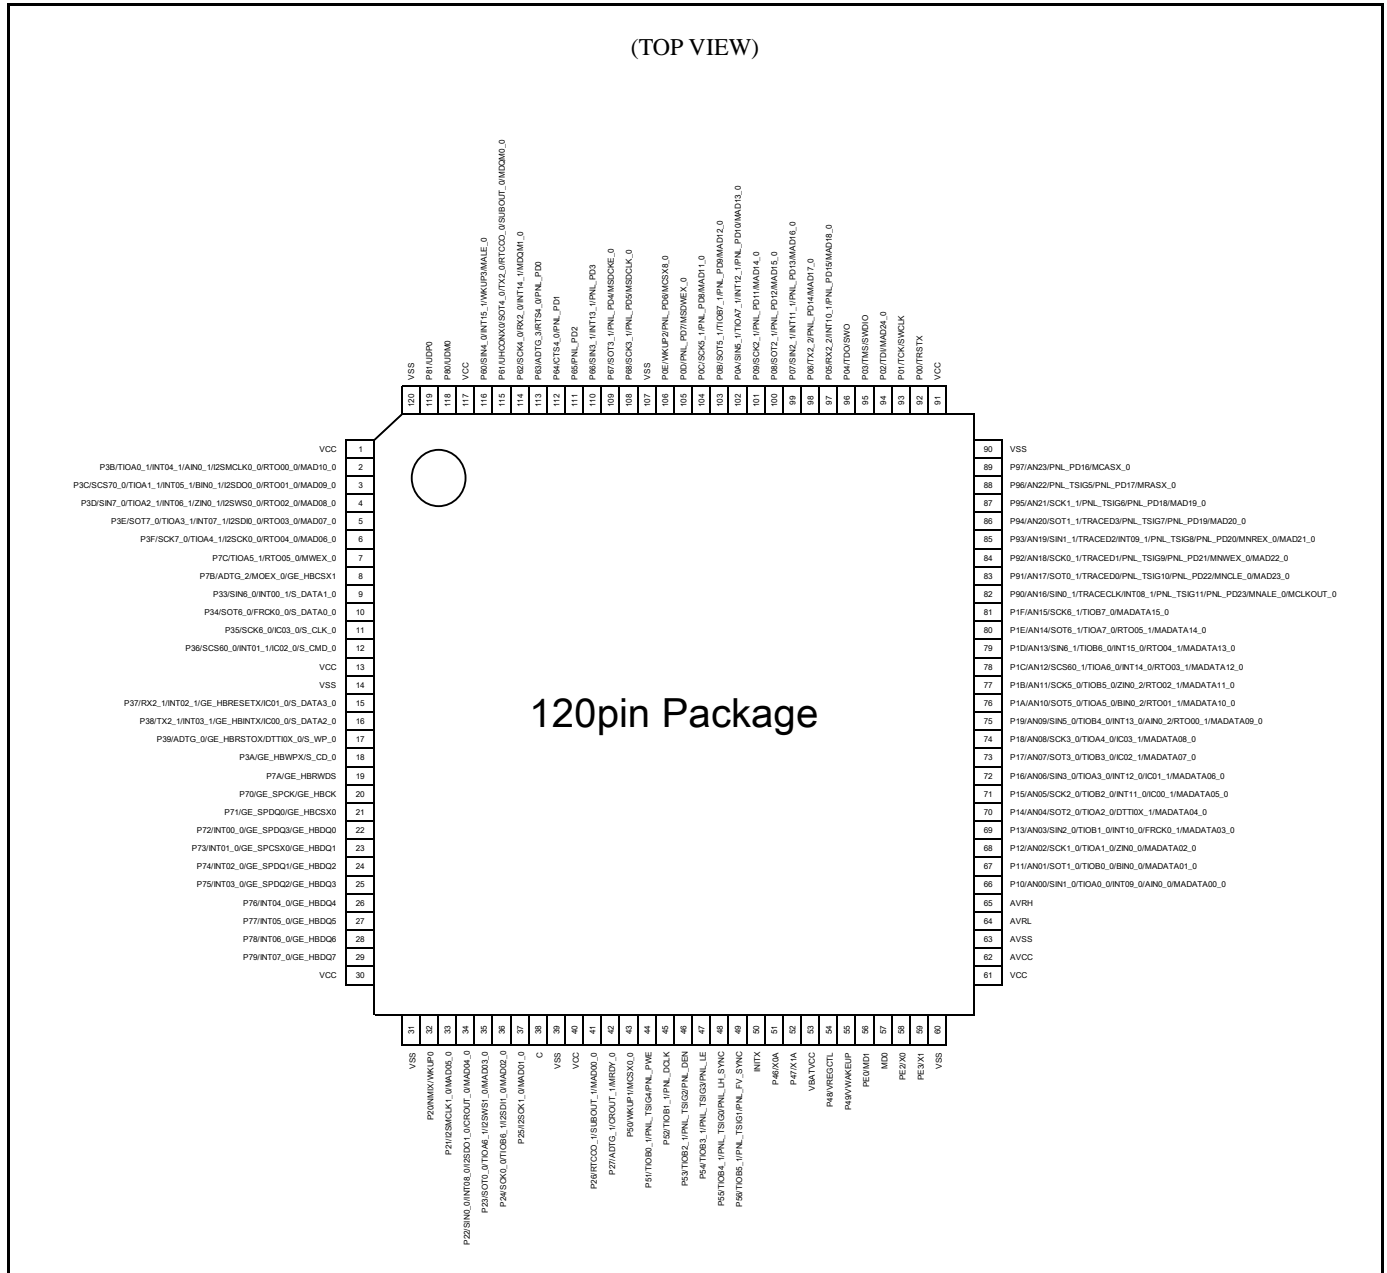 (TOP VIEW)
VSS
P81/UDP0
P80/UDM0
VCC
P60/SIN4_0/INT15_1/WKUP3/MALE_0
P61/UHCONX0/SOT4_0/TX2_0/RTCCO_0/SUBOUT_0/MDQM0_0
P62/SCK4_0/RX2_0/INT14_1/MDQM1_0
P63/ADTG_3/RTS4_0/PNL_PD0
P64/CTS4_0/PNL_PD1
P65/PNL_PD2
P66/SIN3_1/INT13_1/PNL_PD3
P67/SOT3_1/PNL_PD4/MSDCKE_0
P68/SCK3_1/PNL_PD5/MSDCLK_0
VSS
P0E/WKUP2/PNL_PD6/MCSX8_0
P0D/PNL_PD7/MSDWEX_0
P0C/SCK5_1/PNL_PD8/MAD11_0
P0B/SOT5_1/TIOB7_1/PNL_PD9/MAD12_0
P0A/SIN5_1/TIOA7_1/INT12_1/PNL_PD10/MAD13_0
P09/SCK2_1/PNL_PD11/MAD14_0
P08/SOT2_1/PNL_PD12/MAD15_0
P07/SIN2_1/INT11_1/PNL_PD13/MAD16_0
P06/TX2_2/PNL_PD14/MAD17_0
P05/RX2_2/INT10_1/PNL_PD15/MAD18_0
P04/TDO/SWO
P03/TMS/SWDIO
P02/TDI/MAD24_0
P01/TCK/SWCLK
P00/TRSTX
VCC
120 119 118 117 116 115 114 113 112 111 110 109 108 107 106 105 104 103 102 101 100 99 98 97 96 95 94 93 92 91
VCC 1
P3B/TIOA0_1/INT04_1/AIN0_1/I2SMCLK0_0/RTO00_0/MAD10_0 2
P3C/SCS70_0/TIOA1_1/INT05_1/BIN0_1/I2SDO0_0/RTO01_0/MAD09_0 3
P3D/SIN7_0/TIOA2_1/INT06_1/ZIN0_1/I2SWS0_0/RTO02_0/MAD08_0 4
P3E/SOT7_0/TIOA3_1/INT07_1/I2SDI0_0/RTO03_0/MAD07_0 5
P3F/SCK7_0/TIOA4_1/I2SCK0_0/RTO04_0/MAD06_0 6
P7C/TIOA5_1/RTO05_0/MWEX_0 7
P7B/ADTG_2/MOEX_0/GE_HBCSX1 8
P33/SIN6_0/INT00_1/S_DATA1_0 9
P34/SOT6_0/FRCK0_0/S_DATA0_0 10
P35/SCK6_0/IC03_0/S_CLK_0 11
P36/SCS60_0/INT01_1/IC02_0/S_CMD_0 12
VCC 13
VSS 14
P37/RX2_1/INT02_1/GE_HBRESETX/IC01_0/S_DATA3_0 15
P38/TX2_1/INT03_1/GE_HBINTX/IC00_0/S_DATA2_0 16
P39/ADTG_0/GE_HBRSTOX/DTTI0X_0/S_WP_0 17
P3A/GE_HBWPX/S_CD_0 18
P7A/GE_HBRWDS 19
P70/GE_SPCK/GE_HBCK 20
P71/GE_SPDQ0/GE_HBCSX0 21
P72/INT00_0/GE_SPDQ3/GE_HBDQ0 22
P73/INT01_0/GE_SPCSX0/GE_HBDQ1 23
P74/INT02_0/GE_SPDQ1/GE_HBDQ2 24
P75/INT03_0/GE_SPDQ2/GE_HBDQ3 25
P76/INT04_0/GE_HBDQ4 26
P77/INT05_0/GE_HBDQ5 27
P78/INT06_0/GE_HBDQ6 28
P79/INT07_0/GE_HBDQ7 29
VCC 30
120pin Package
90 VSS
89 P97/AN23/PNL_PD16/MCASX_0
88 P96/AN22/PNL_TSIG5/PNL_PD17/MRASX_0
87 P95/AN21/SCK1_1/PNL_TSIG6/PNL_PD18/MAD19_0
86 P94/AN20/SOT1_1/TRACED3/PNL_TSIG7/PNL_PD19/MAD20_0
85 P93/AN19/SIN1_1/TRACED2/INT09_1/PNL_TSIG8/PNL_PD20/MNREX_0/MAD21_0
84 P92/AN18/SCK0_1/TRACED1/PNL_TSIG9/PNL_PD21/MNWEX_0/MAD22_0
83 P91/AN17/SOT0_1/TRACED0/PNL_TSIG10/PNL_PD22/MNCLE_0/MAD23_0
82 P90/AN16/SIN0_1/TRACECLK/INT08_1/PNL_TSIG11/PNL_PD23/MNALE_0/MCLKOUT_0
81 P1F/AN15/SCK6_1/TIOB7_0/MADATA15_0
80 P1E/AN14/SOT6_1/TIOA7_0/RTO05_1/MADATA14_0
79 P1D/AN13/SIN6_1/TIOB6_0/INT15_0/RTO04_1/MADATA13_0
78 P1C/AN12/SCS60_1/TIOA6_0/INT14_0/RTO03_1/MADATA12_0
77 P1B/AN11/SCK5_0/TIOB5_0/ZIN0_2/RTO02_1/MADATA11_0
76 P1A/AN10/SOT5_0/TIOA5_0/BIN0_2/RTO01_1/MADATA10_0
75 P19/AN09/SIN5_0/TIOB4_0/INT13_0/AIN0_2/RTO00_1/MADATA09_0
74 P18/AN08/SCK3_0/TIOA4_0/IC03_1/MADATA08_0
73 P17/AN07/SOT3_0/TIOB3_0/IC02_1/MADATA07_0
72 P16/AN06/SIN3_0/TIOA3_0/INT12_0/IC01_1/MADATA06_0
71 P15/AN05/SCK2_0/TIOB2_0/INT11_0/IC00_1/MADATA05_0
70 P14/AN04/SOT2_0/TIOA2_0/DTTI0X_1/MADATA04_0
69 P13/AN03/SIN2_0/TIOB1_0/INT10_0/FRCK0_1/MADATA03_0
68 P12/AN02/SCK1_0/TIOA1_0/ZIN0_0/MADATA02_0
67 P11/AN01/SOT1_0/TIOB0_0/BIN0_0/MADATA01_0
66 P10/AN00/SIN1_0/TIOA0_0/INT09_0/AIN0_0/MADATA00_0
65 AVRH
64 AVRL
63 AVSS
62 AVCC
61 VCC
31 32 33 34 35 36 37 38 39 40 41 42 43 44 45 46 47 48 49 50 51 52 53 54 55 56 57 58 59 60
VSS
P20/NMIX/WKUP0
P21/I2SMCLK1_0/MAD05_0
P22/SIN0_0/INT08_0/I2SDO1_0/CROUT_0/MAD04_0
P23/SOT0_0/TIOA6_1/I2SWS1_0/MAD03_0
P24/SCK0_0/TIOB6_1/I2SDI1_0/MAD02_0
P25/I2SCK1_0/MAD01_0
C
VSS
VCC
P26/RTCCO_1/SUBOUT_1/MAD00_0
P27/ADTG_1/CROUT_1/MRDY_0
P50/WKUP1/MCSX0_0
P51/TIOB0_1/PNL_TSIG4/PNL_PWE
P52/TIOB1_1/PNL_DCLK
P53/TIOB2_1/PNL_TSIG2/PNL_DEN
P54/TIOB3_1/PNL_TSIG3/PNL_LE
P55/TIOB4_1/PNL_TSIG0/PNL_LH_SYNC
P56/TIOB5_1/PNL_TSIG1/PNL_FV_SYNC
INITX
P46/X0A
P47/X1A
VBATVCC
P48/VREGCTL
P49/VWAKEUP
PE0/MD1
MD0
PE2/X0
PE3/X1
VSS